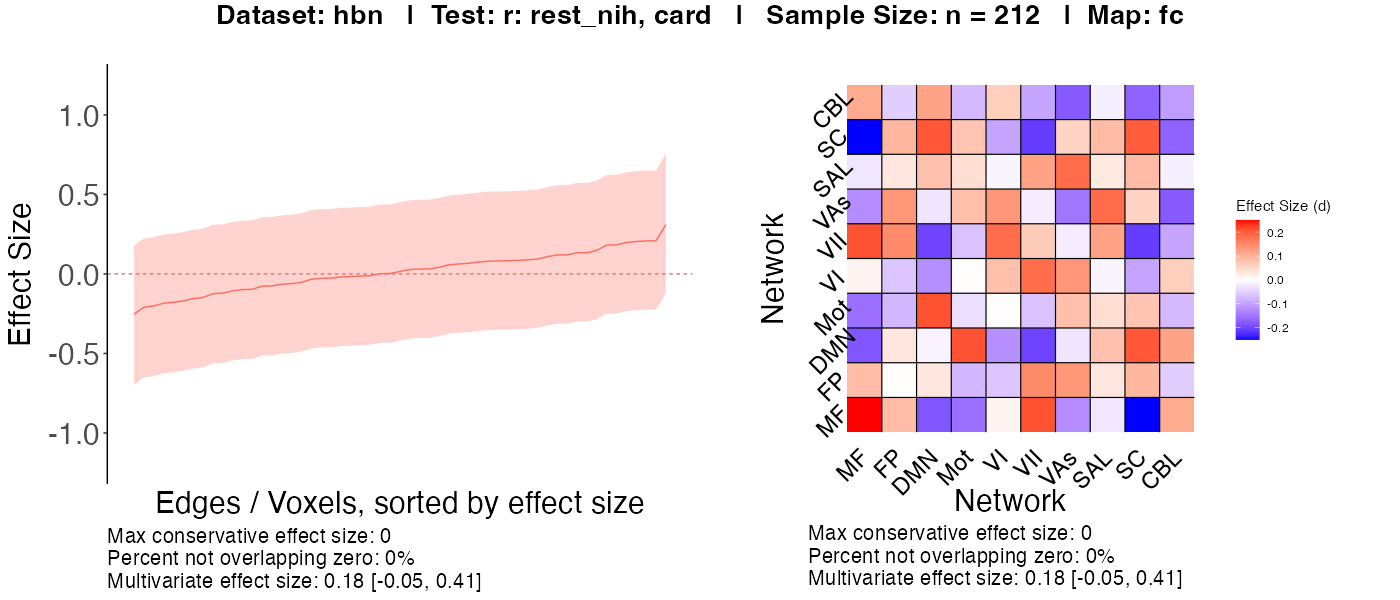 Dataset: hbn | Test: r: rest_nih, card | Sample Size: n = 212 | Map: fc
Effect Size
1.0
0.5
0.0
-0.5
-1.0
Edges / Voxels, sorted by effect size
Max conservative effect size: 0
Percent not overlapping zero: 0%
Multivariate effect size: 0.18 [-0.05, 0.41]
Network
CBL
SC
SAL
VAs
VII
VI
Mot
DMN
FP
MF
MF
FP
DMN
Mot
VI
VII
VAs
SAL
SC
CBL
Network
Effect Size (d)
0.2
0.1
0.0
-0.1
-0.2
Max conservative effect size: 0
Percent not overlapping zero: 0%
Multivariate effect size: 0.18 [-0.05, 0.41]